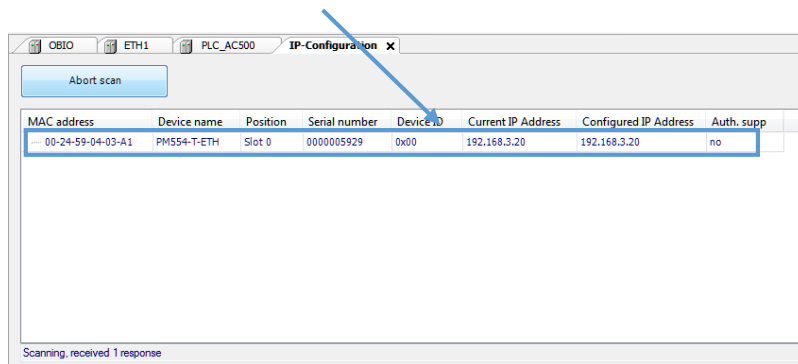 OBIO ETH1 PLC_AC500 IP-Configuration
Abort scan
MAC address Device name Position Serial number Device ID Current IP Address Configured IP Address Auth. supp
00-24-59-04-03-A1 PM554-T-ETH Slot 0 0000005929 0x00 192.168.3.20 192.168.3.20 no
Scanning, received 1 response